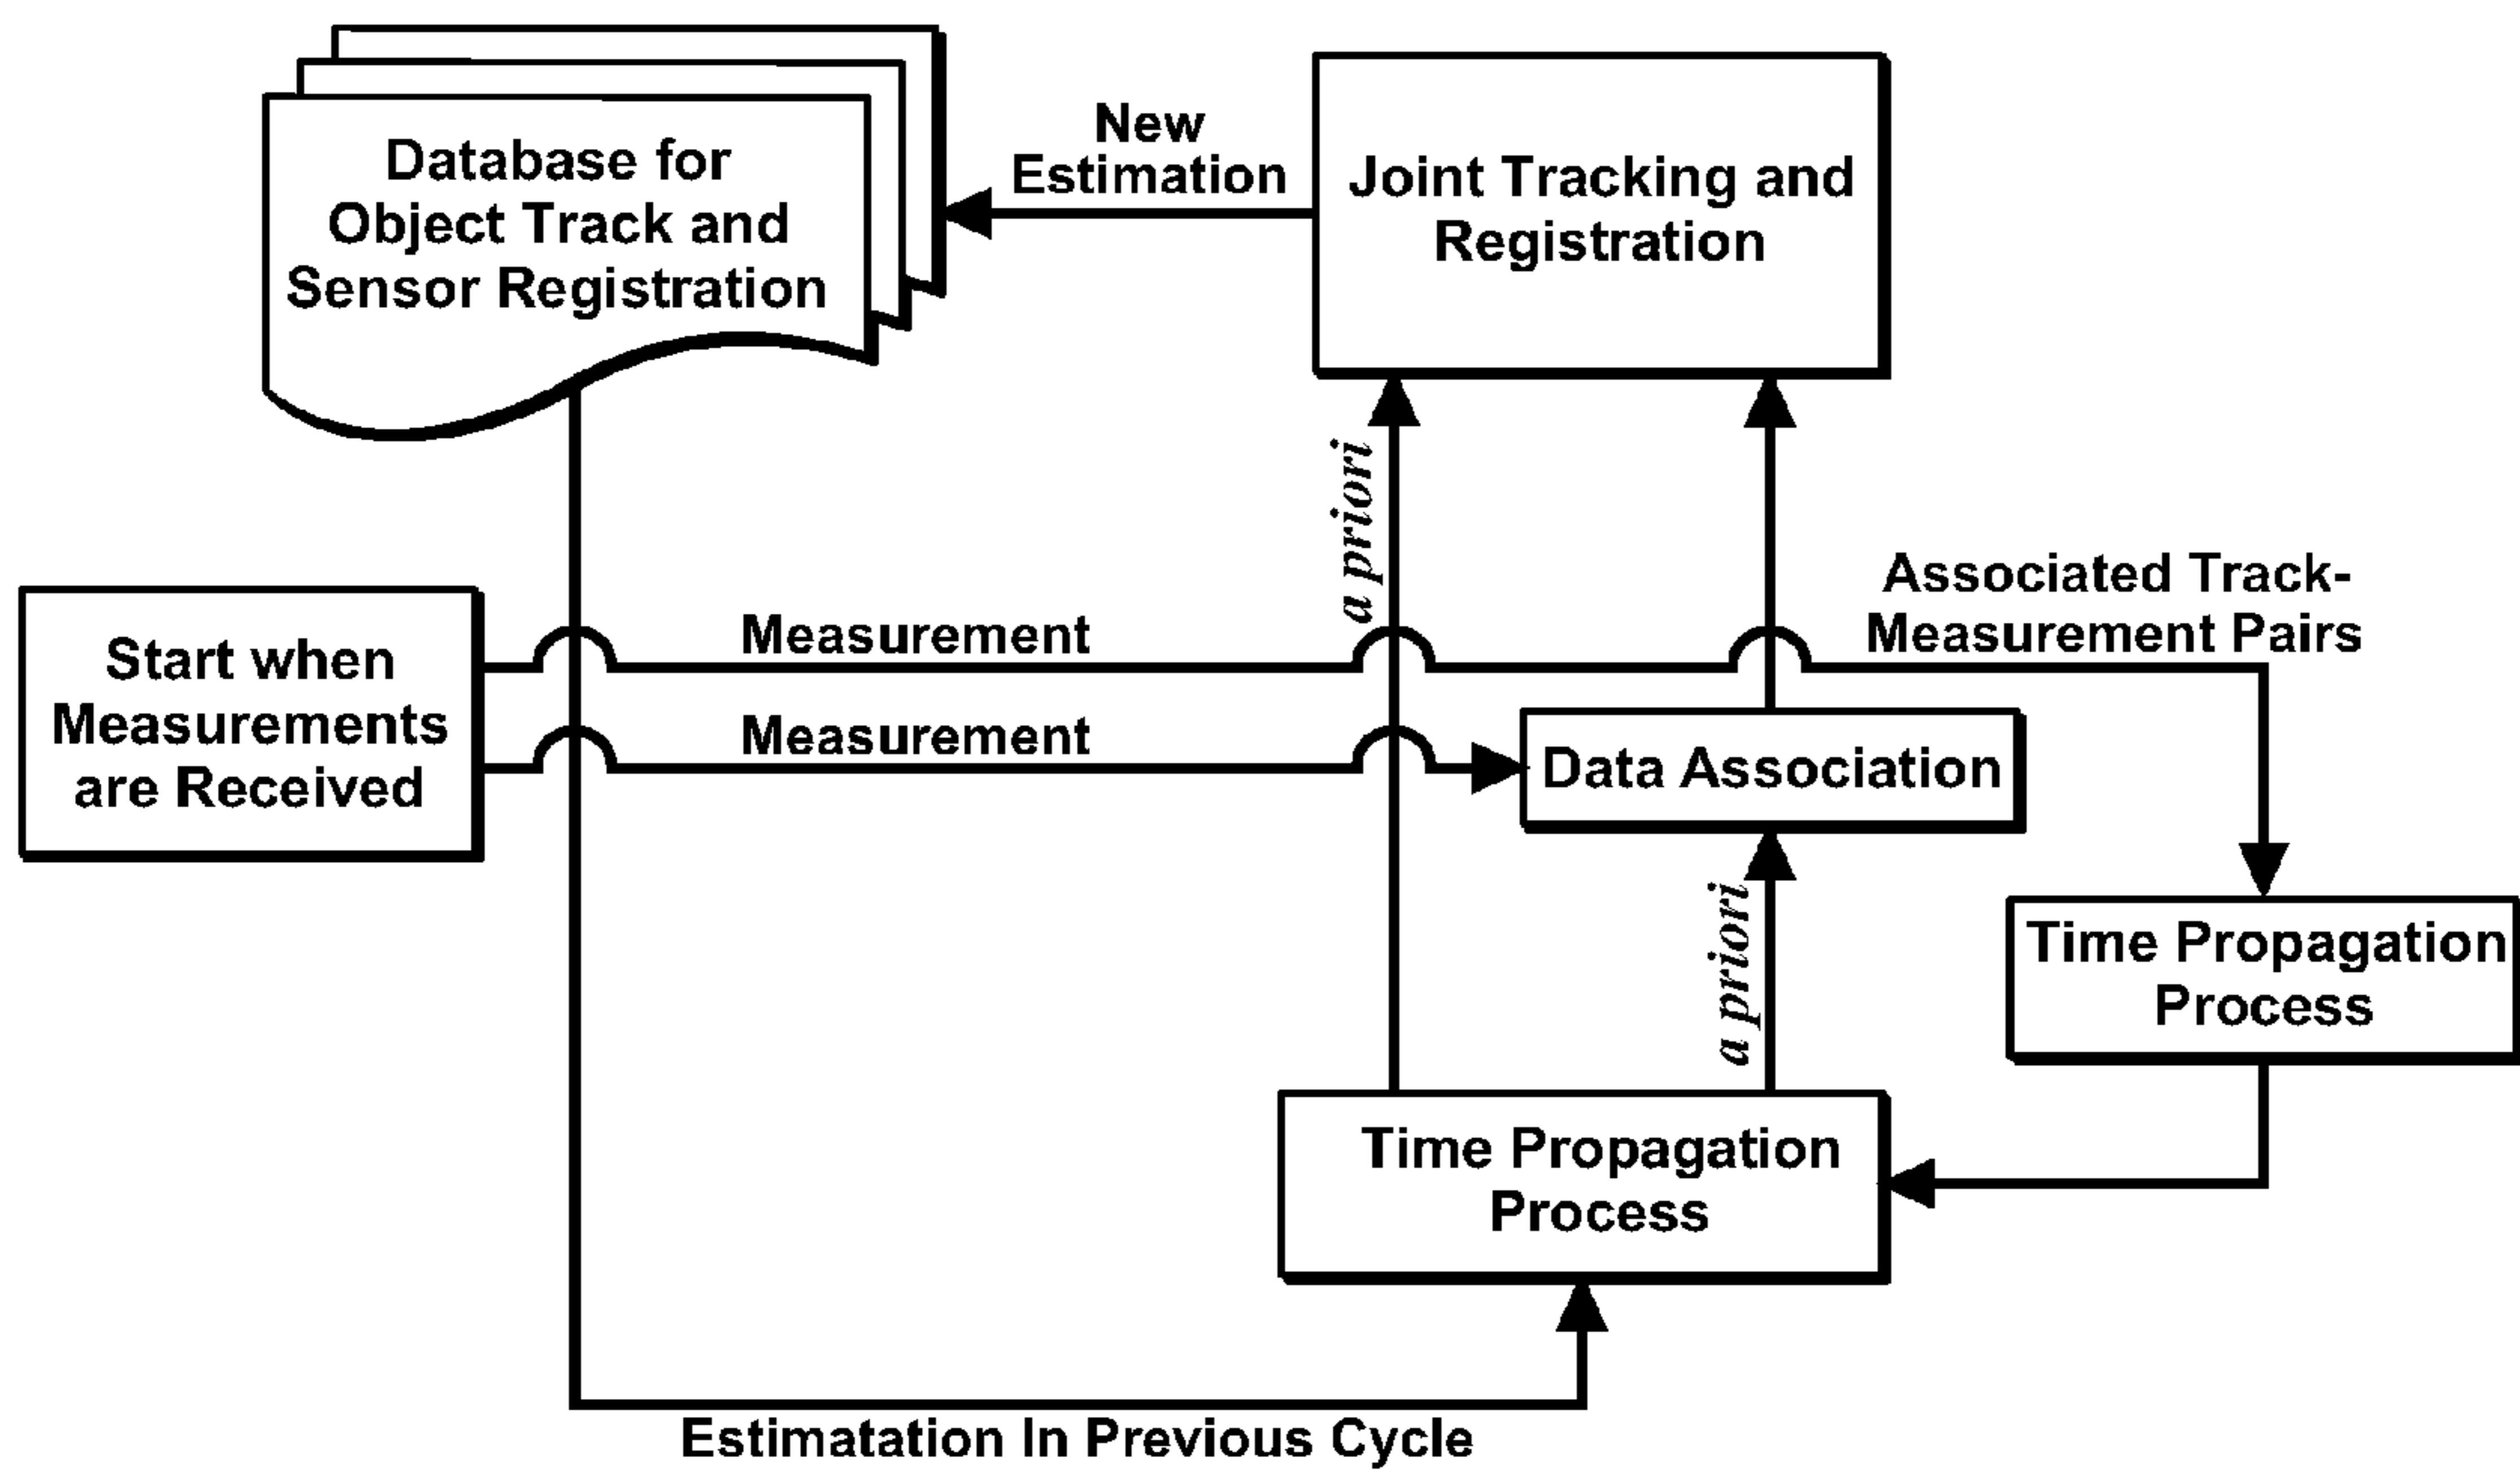 Database for
Object Track and
Sensor Registration
New
Estimation
Joint Tracking and
Registration
a priori
Associated Track-
Measurement Pairs
Start when
Measurements
are Received
Measurement
Measurement
Data Association
a priori
Time Propagation
Process
Time Propagation
Process
Estimatation In Previous Cycle